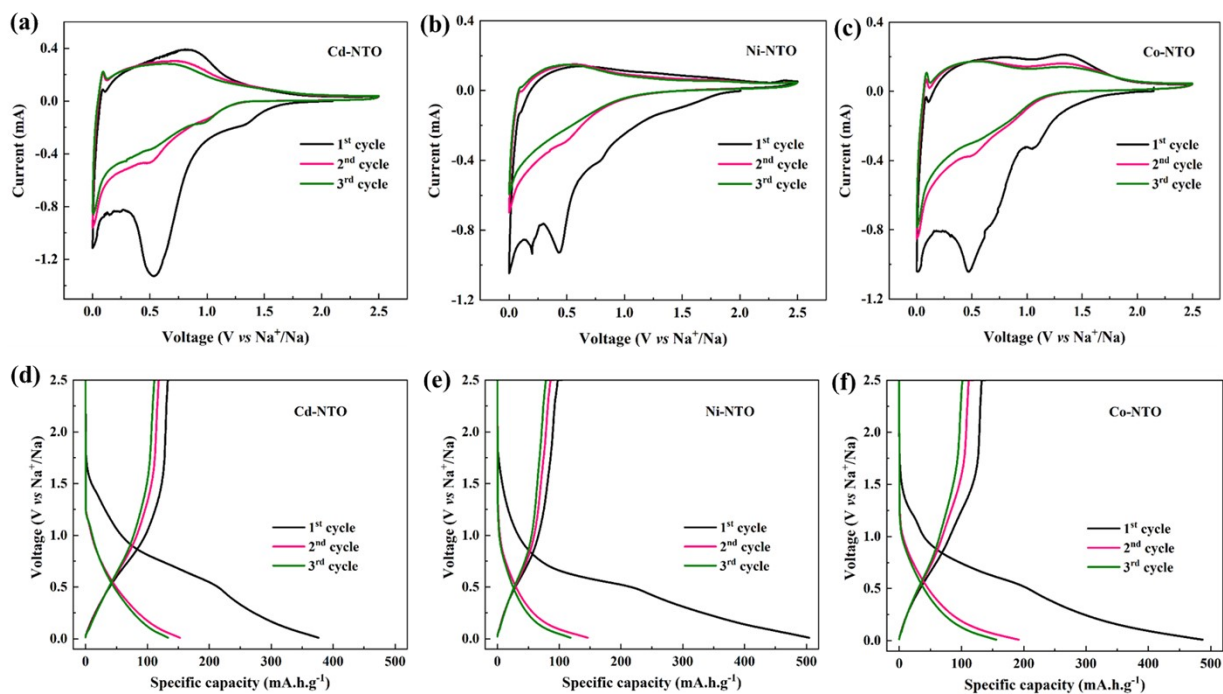 (a)
Cd-NTO
0.4
0.0
-0.4
-0.8
-1.2
Current (mA)
1st cycle
2nd cycle
3rd cycle
0.0 0.5 1.0 1.5 2.0 2.5
Voltage (V vs Na+/Na)
(b)
Ni-NTO
0.4
0.0
-0.4
-0.8
-1.2
Current (mA)
1st cycle
2nd cycle
3rd cycle
0.0 0.5 1.0 1.5 2.0 2.5
Voltage (V vs Na+/Na)
(c)
Co-NTO
0.4
0.0
-0.4
-0.8
-1.2
Current (mA)
1st cycle
2nd cycle
3rd cycle
0.0 0.5 1.0 1.5 2.0 2.5
Voltage (V vs Na+/Na)
(d)
Cd-NTO
2.5
2.0
1.5
1.0
0.5
0.0
Voltage (V vs Na+/Na)
1st cycle
2nd cycle
3rd cycle
0 100 200 300 400 500
Specific capacity (mA.h.g-1)
(e)
Ni-NTO
2.5
2.0
1.5
1.0
0.5
0.0
Voltage (V vs Na+/Na)
1st cycle
2nd cycle
3rd cycle
0 100 200 300 400 500
Specific capacity (mA.h.g-1)
(f)
Co-NTO
2.5
2.0
1.5
1.0
0.5
0.0
Voltage (V vs Na+/Na)
1st cycle
2nd cycle
3rd cycle
0 100 200 300 400 500
Specific capacity (mA.h.g-1)